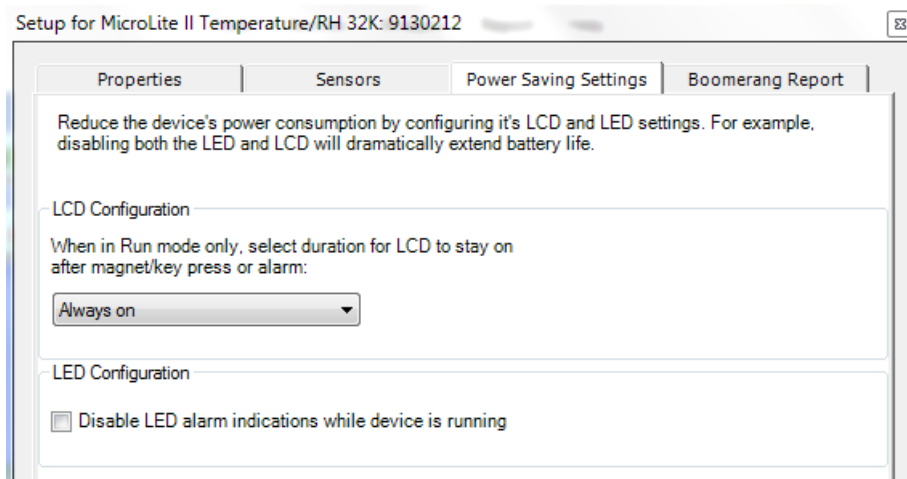 Setup for MicroLite II Temperature/RH 32K: 9130212
Properties Sensors Power Saving Settings Boomerang Report
Reduce the device's power consumption by configuring it's LCD and LED settings. For example,
disabling both the LED and LCD will dramatically extend battery life.
LCD Configuration
When in Run mode only, select duration for LCD to stay on
after magnet/key press or alarm:
Always on
LED Configuration
Disable LED alarm indications while device is running